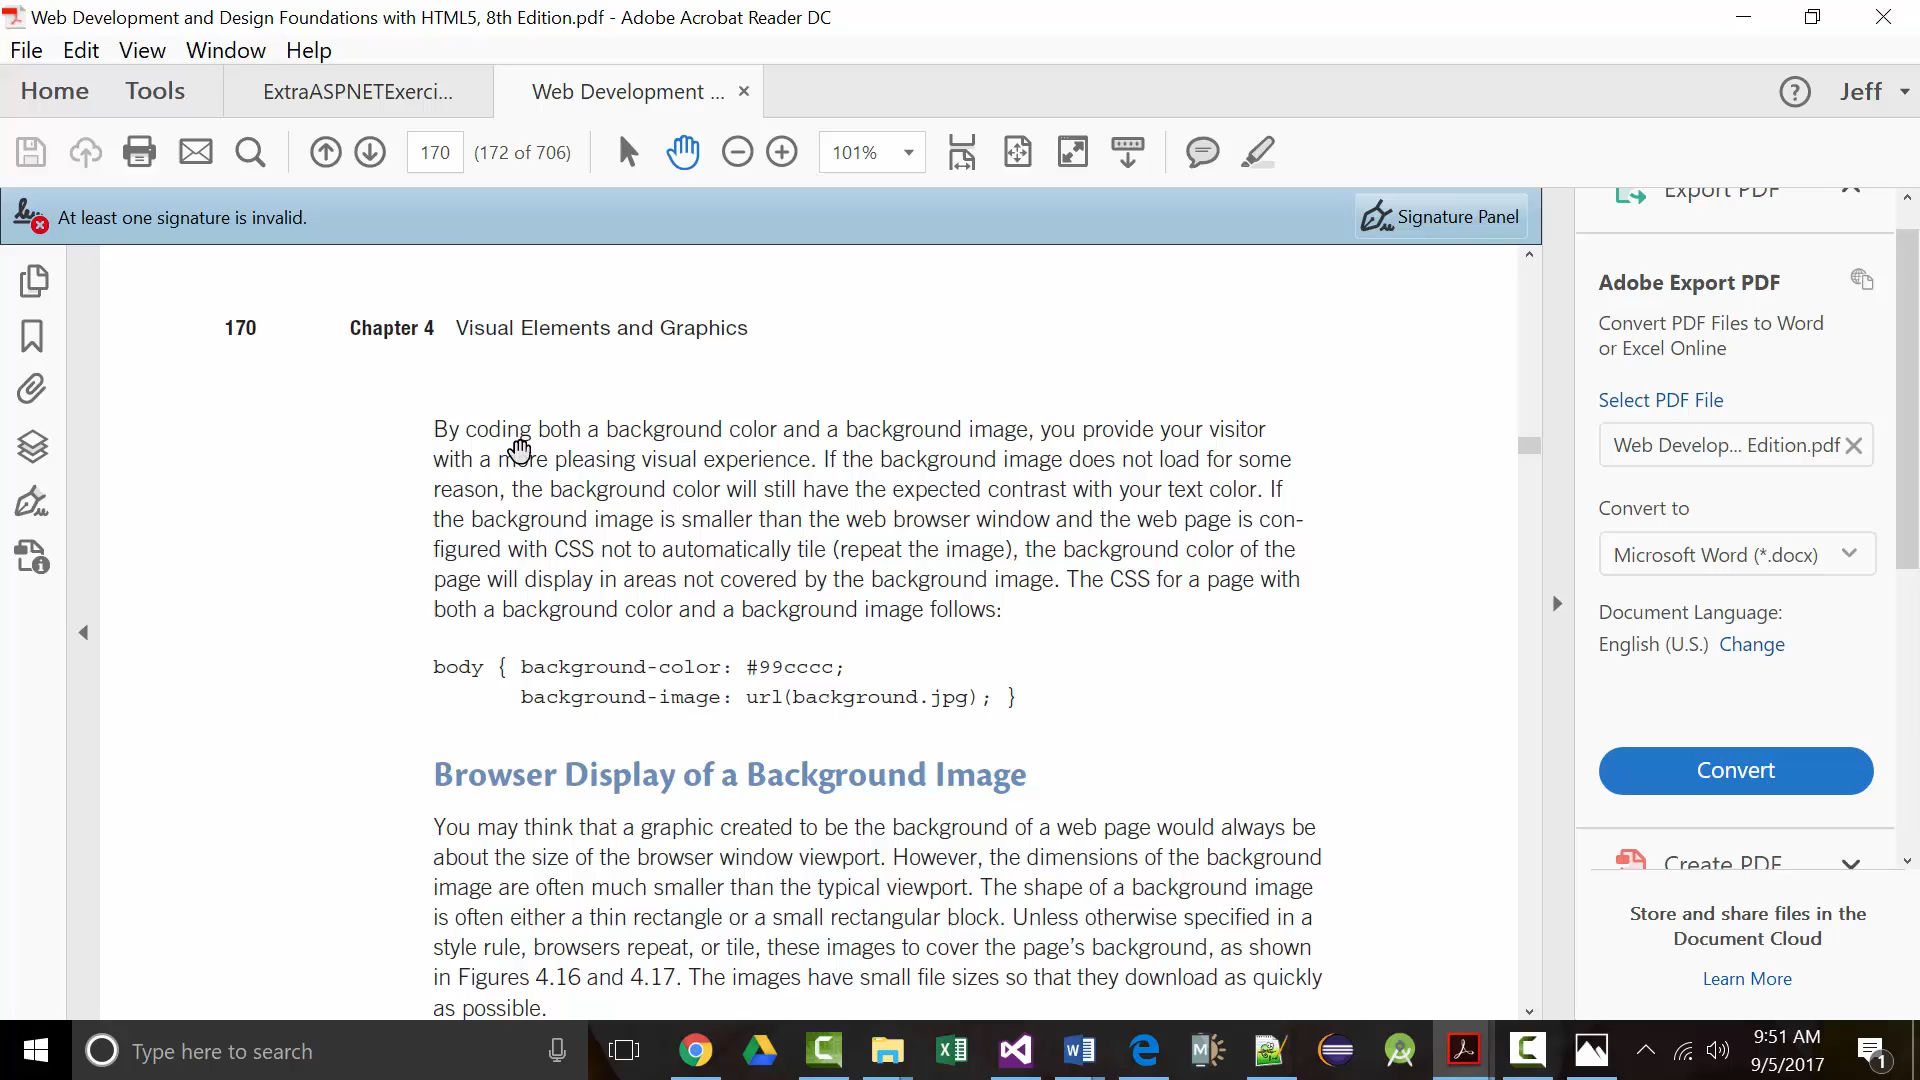 Web Development and Design Foundations with HTML5, 8th Edition.pdf - Adobe Acrobat Reader DC
File Edit View Window Help
Home Tools ExtraASPNETExerci... Web Development ... Jeff
170 (172 of 706) 101%
At least one signature is invalid.
Signature Panel
Export PDF
Adobe Export PDF
Convert PDF Files to Word
or Excel Online
Select PDF File
Web Develop... Edition.pdf
Convert to
Microsoft Word (*.docx)
Document Language:
English (U.S.) Change
Convert
Create PDF
Store and share files in the
Document Cloud
Learn More
170 Chapter 4 Visual Elements and Graphics
By coding both a background color and a background image, you provide your visitor
with a more pleasing visual experience. If the background image does not load for some
reason, the background color will still have the expected contrast with your text color. If
the background image is smaller than the web browser window and the web page is con-
figured with CSS not to automatically tile (repeat the image), the background color of the
page will display in areas not covered by the background image. The CSS for a page with
both a background color and a background image follows:
body { background-color: #99cccc;
background-image: url(background.jpg); }
Browser Display of a Background Image
You may think that a graphic created to be the background of a web page would always be
about the size of the browser window viewport. However, the dimensions of the background
image are often much smaller than the typical viewport. The shape of a background image
is often either a thin rectangle or a small rectangular block. Unless otherwise specified in a
style rule, browsers repeat, or tile, these images to cover the page's background, as shown
in Figures 4.16 and 4.17. The images have small file sizes so that they download as quickly
as possible.
Type here to search
9:51 AM
9/5/2017
1